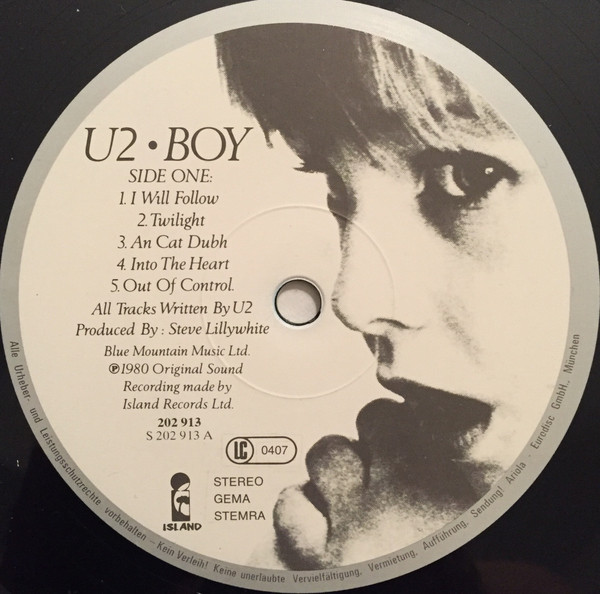 U2 • BOY
SIDE ONE:
1. I Will Follow
2. Twilight
3. An Cat Dubh
4. Into The Heart
5. Out Of Control.
All Tracks Written By U2
Produced By : Steve Lillywhite
Blue Mountain Music Ltd.
℗1980 Original Sound
Recording made by
Island Records Ltd.
202 913
S 202 913 A
LC 0407
STEREO
GEMA
STEMRA
ISLAND
Alle Urheber- und Leistungsschutzrechte vorbehalten – Kein Verleih! Keine unerlaubte Vervielfältigung, Vermietung, Aufführung, Sendung! Ariola - Eurodisc GmbH., München